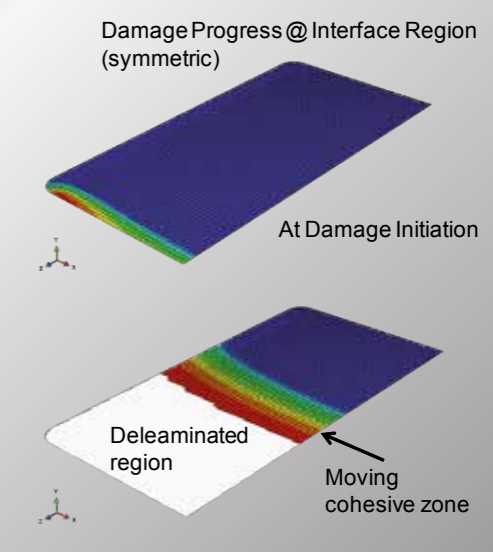 Damage Progress @ Interface Region
(symmetric)
At Damage Initiation
Y
Z
X
Deleaminated
region
Moving
cohesive zone
Y
Z
X